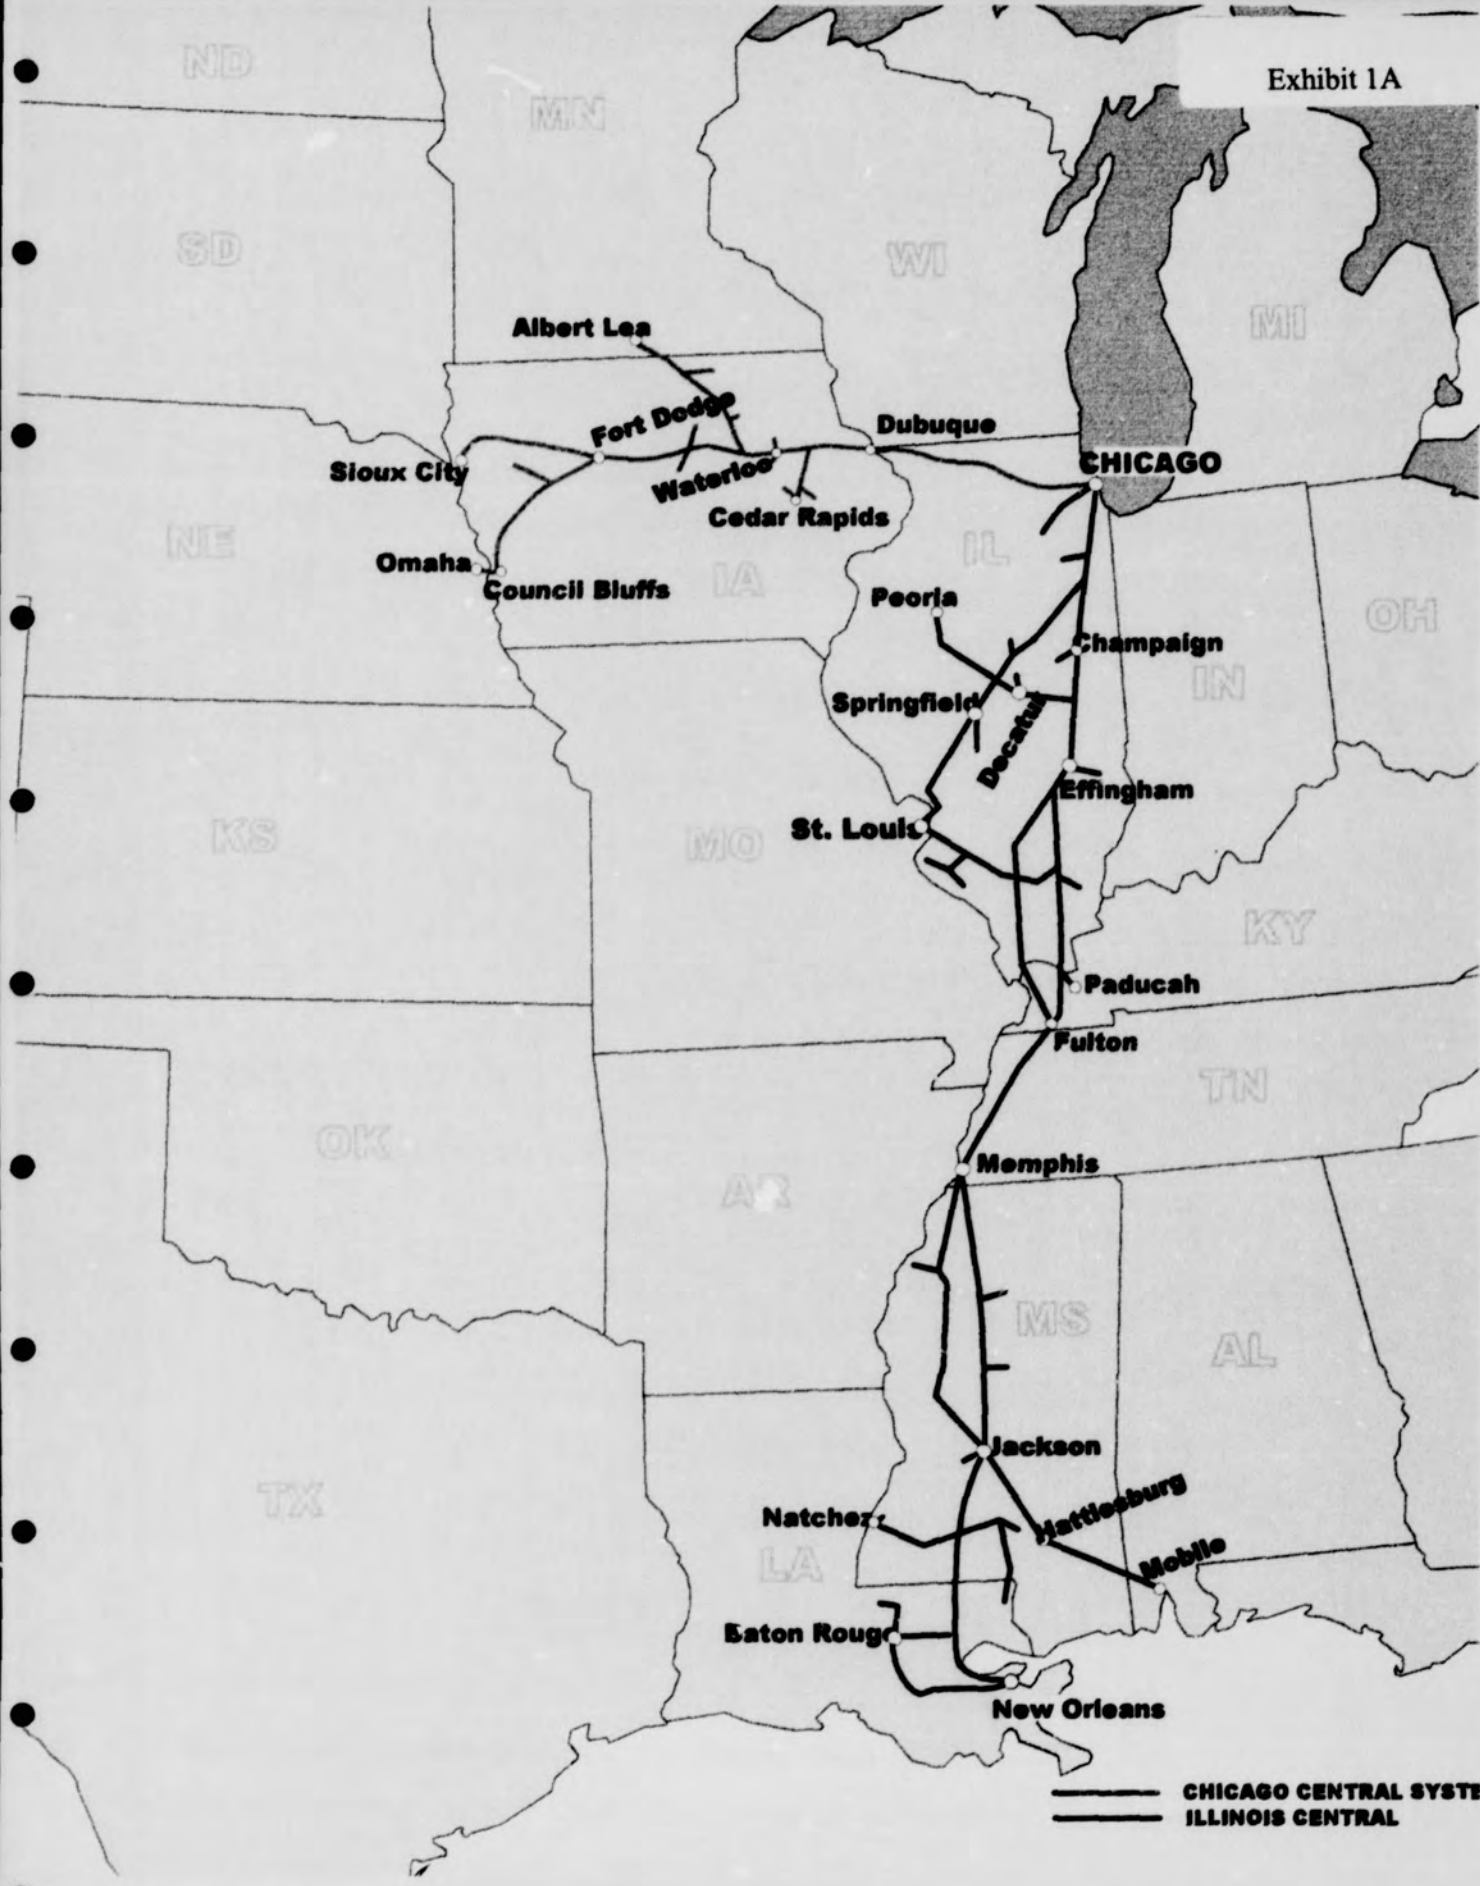 Exhibit 1A
ND
MN
SD
WI
MI
Albert Lea
Fort Dodge
Dubuque
Sioux City
Waterloo
CHICAGO
Cedar Rapids
NE
IL
Omaha
Council Bluffs
IA
Peoria
OH
Champaign
IN
Springfield
Decatur
Effingham
St. Louis
KS
MO
KY
Paducah
Fulton
TN
OK
Memphis
AR
MS
AL
Jackson
TX
Natchez
Hattiesburg
LA
Mobile
Baton Rouge
New Orleans
CHICAGO CENTRAL SYSTE
ILLINOIS CENTRAL